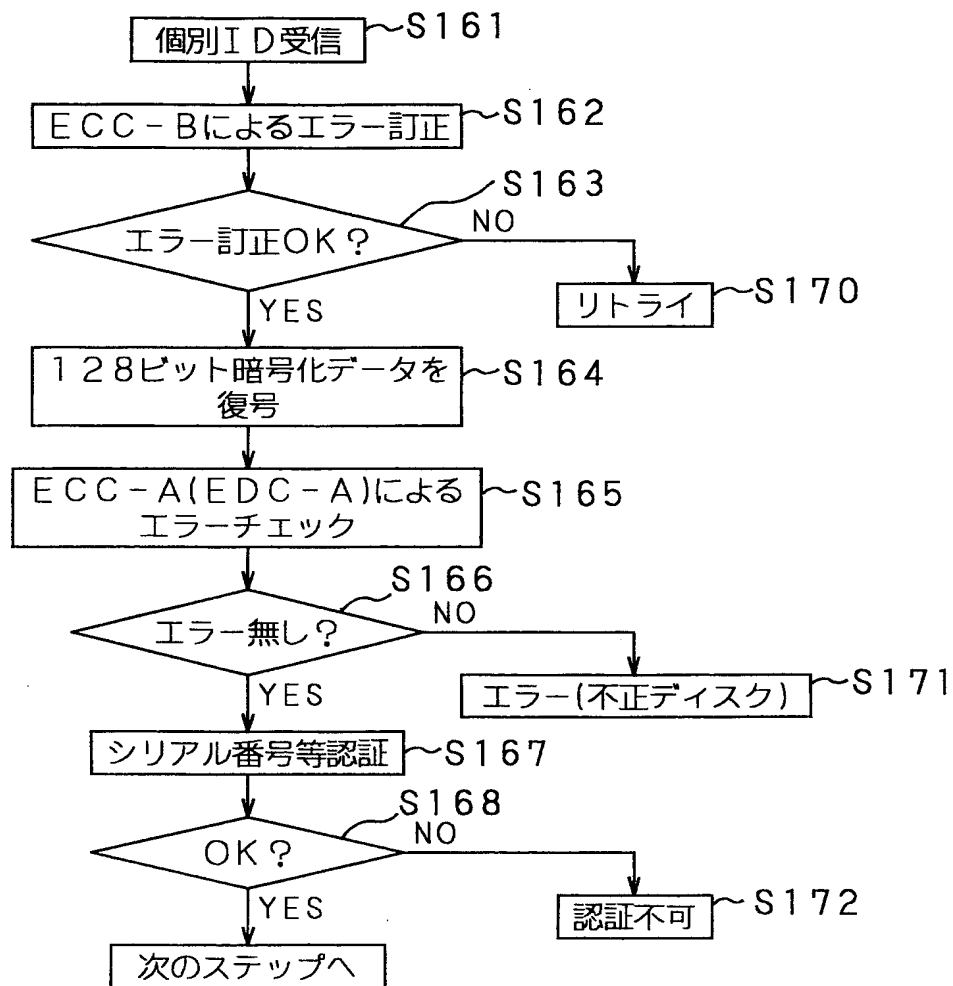 個別ＩＤ受信
S161
ＥＣＣ－Ｂによるエラー訂正
S162
S163
エラー訂正ＯＫ？
NO
YES
リトライ
S170
１２８ビット暗号化データを
復号
S164
ＥＣＣ－Ａ(ＥＤＣ－Ａ)による
エラーチェック
S165
S166
エラー無し？
NO
YES
エラー(不正ディスク)
S171
シリアル番号等認証
S167
S168
ＯＫ？
NO
YES
認証不可
S172
次のステップへ